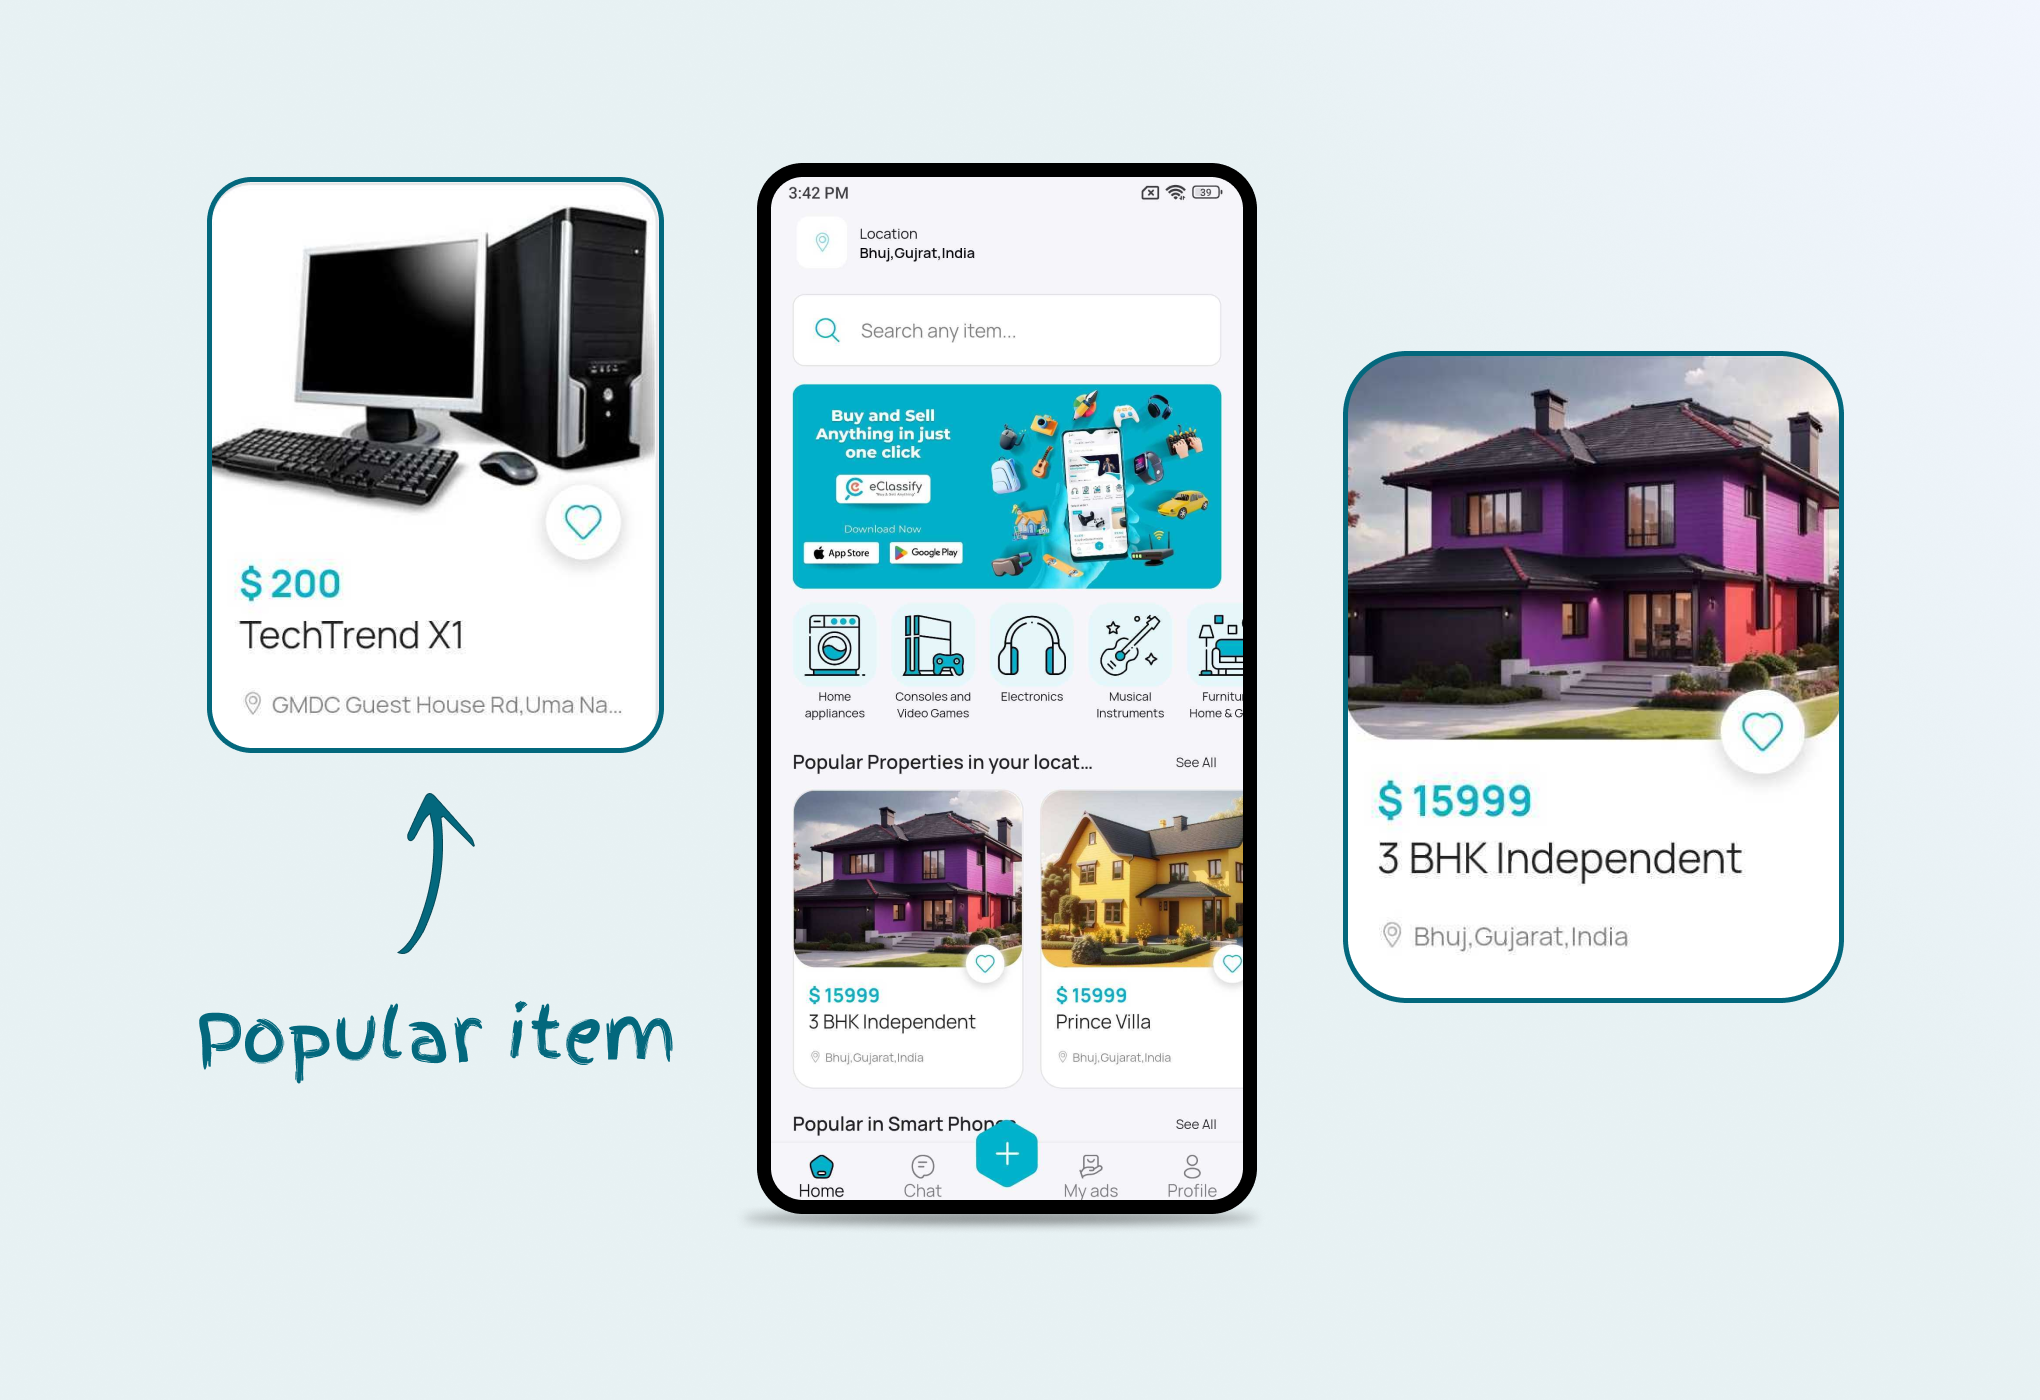 $ 200
TechTrend X1
GMDC Guest House Rd,Uma Na...
Popular item
3:42 PM
39
Location
Bhuj,Gujrat,India
Search any item...
Buy and Sell
Anything in just
one click
eClassify
Download Now
App Store
Google Play
Home
appliances
Consoles and
Video Games
Electronics
Musical
Instruments
Furnitur
Home & G
Popular Properties in your locat...
See All
$ 15999
3 BHK Independent
Bhuj,Gujarat,India
$ 15999
Prince Villa
Bhuj,Gujarat,India
Popular in Smart Phones
See All
Home
Chat
My ads
Profile
$ 15999
3 BHK Independent
Bhuj,Gujarat,India